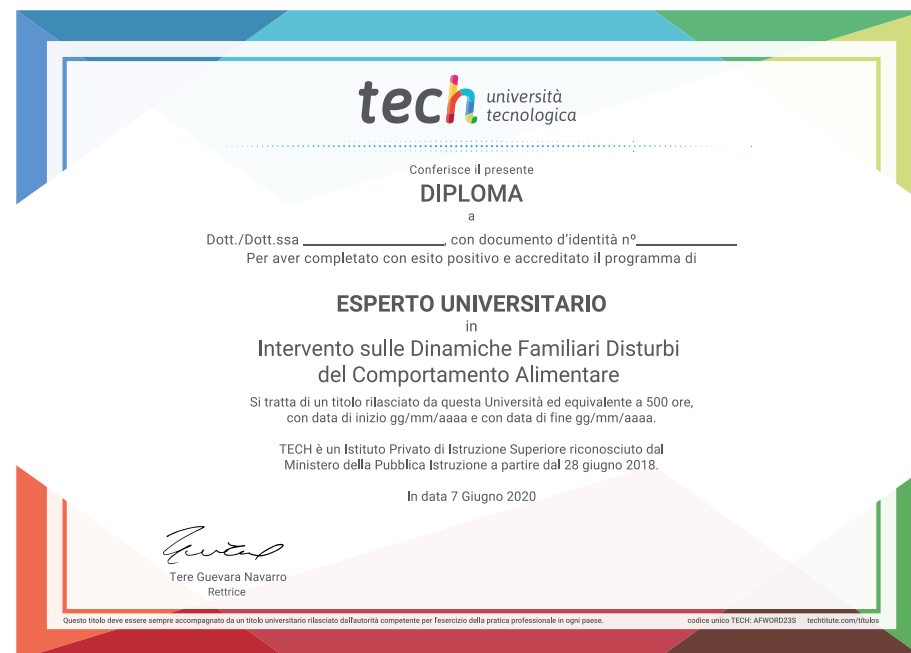 tech università
tecnologica
Conferisce il presente
DIPLOMA
a
Dott./Dott.ssa ____________________, con documento d'identità nº______________
Per aver completato con esito positivo e accreditato il programma di
ESPERTO UNIVERSITARIO
in
Intervento sulle Dinamiche Familiari Disturbi
del Comportamento Alimentare
Si tratta di un titolo rilasciato da questa Università ed equivalente a 500 ore,
con data di inizio gg/mm/aaaa e con data di fine gg/mm/aaaa.
TECH è un Istituto Privato di Istruzione Superiore riconosciuto dal
Ministero della Pubblica Istruzione a partire dal 28 giugno 2018.
In data 7 Giugno 2020
Tere Guevara Navarro
Rettrice
Questo titolo deve essere sempre accompagnato da un titolo universitario rilasciato dall'autorità competente per l'esercizio della pratica professionale in ogni paese. codice unico TECH: AFWORD23S techtitute.com/títulos